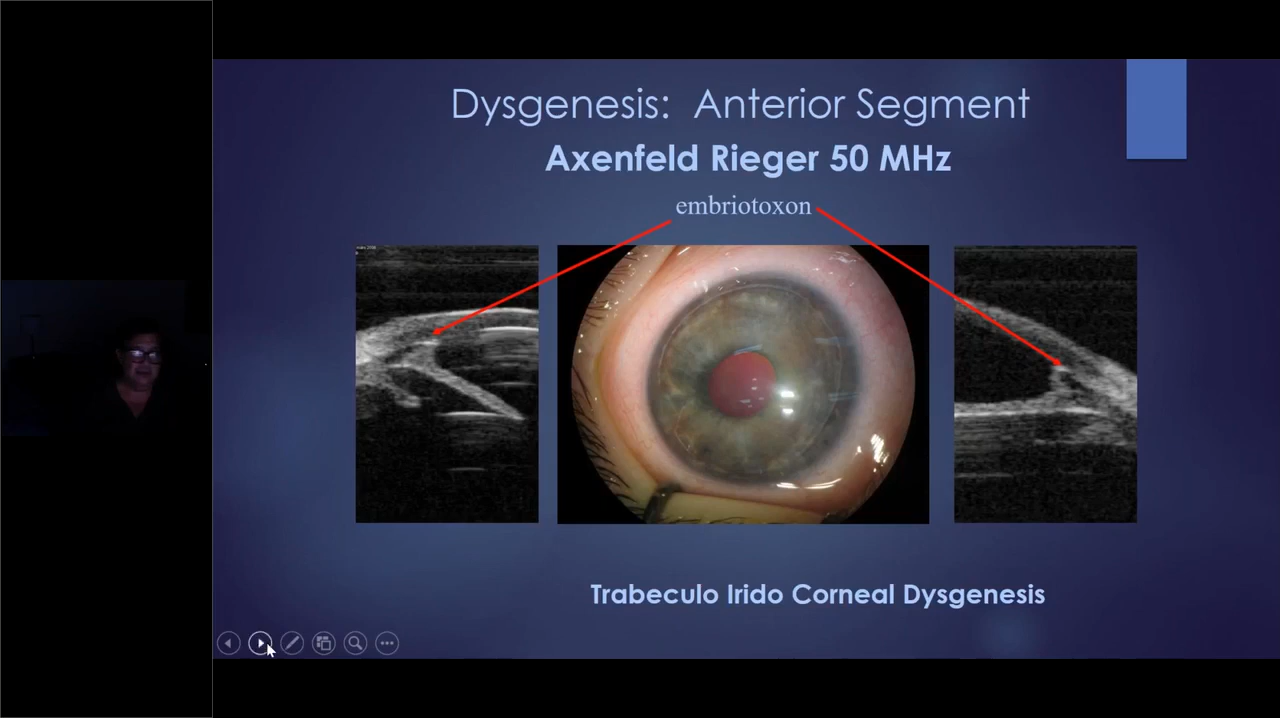 Dysgenesis: Anterior Segment
Axenfeld Rieger 50 MHz
embriotoxon
Trabeculo Irido Corneal Dysgenesis